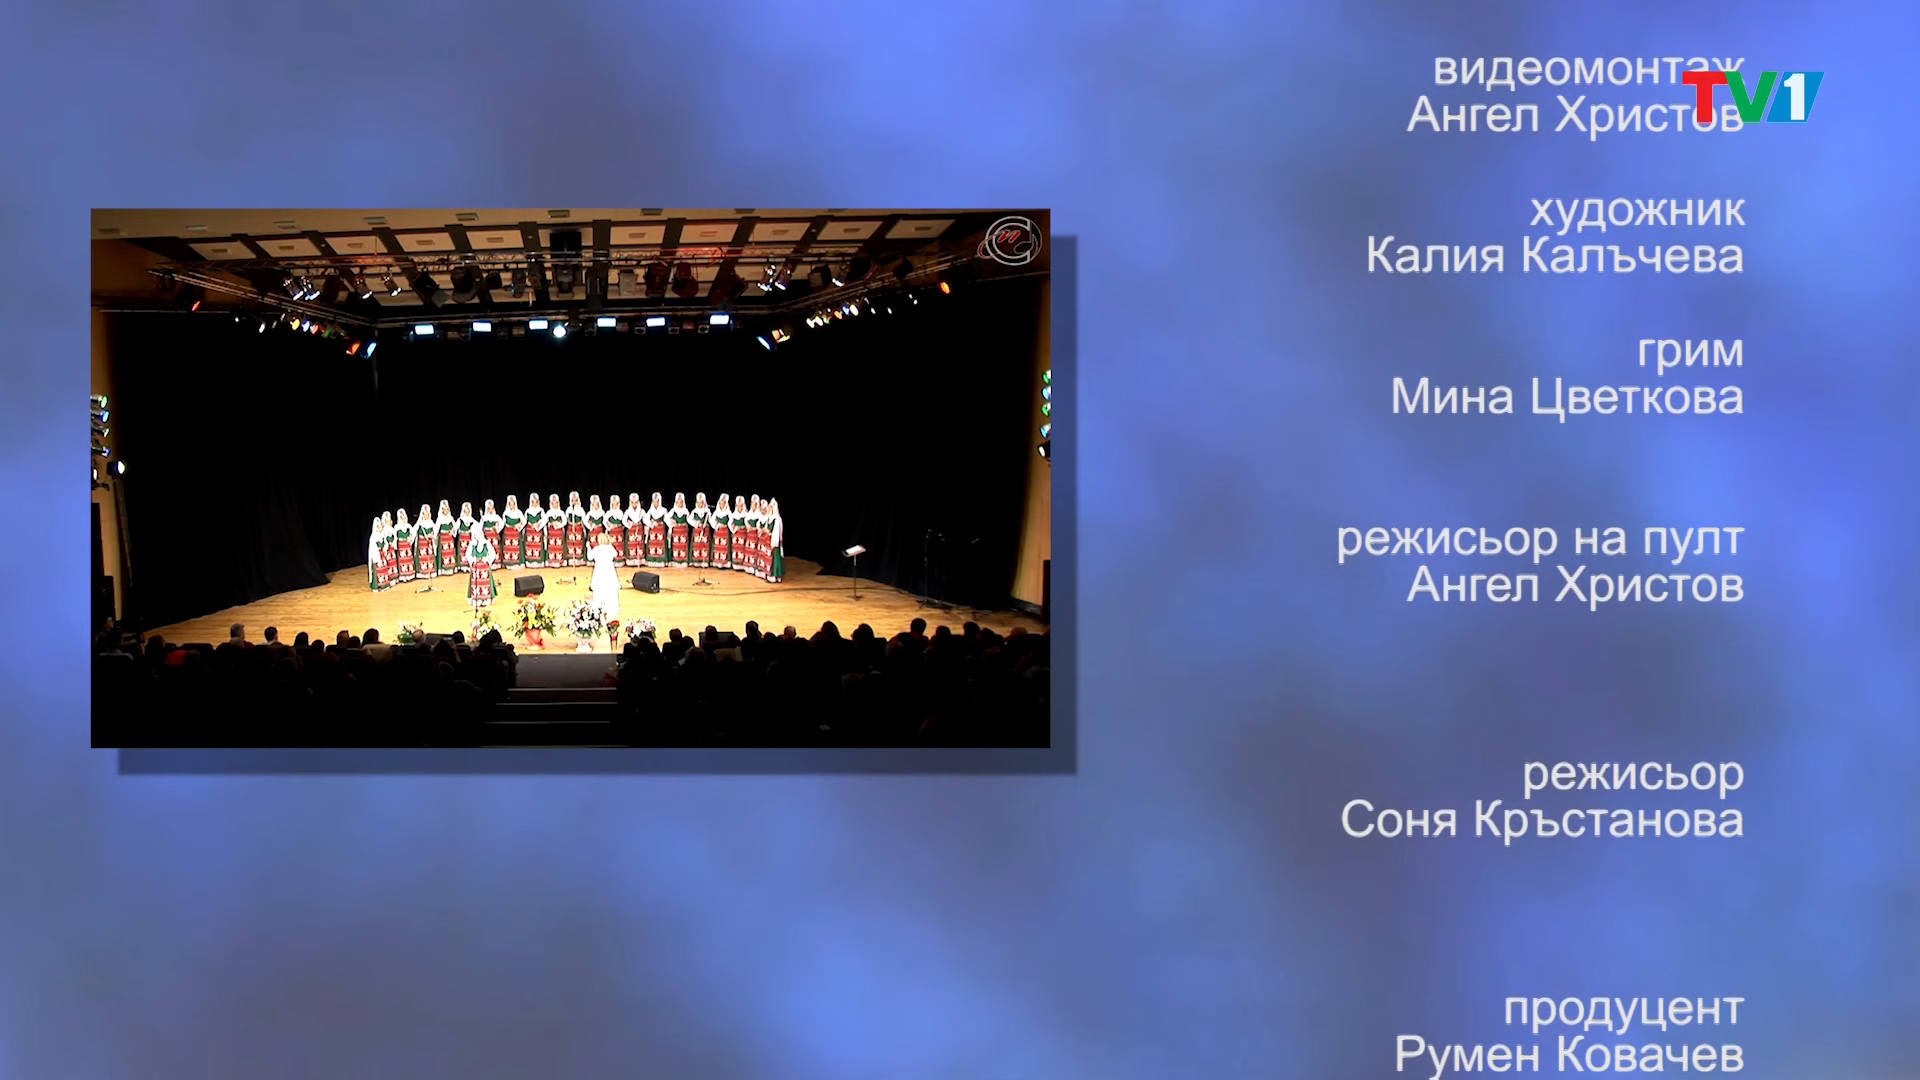 видеомонтаж
Ангел Христов
TV1
художник
Калия Калъчева
грим
Мина Цветкова
режисьор на пулт
Ангел Христов
режисьор
Соня Кръстанова
продуцент
Румен Ковачев